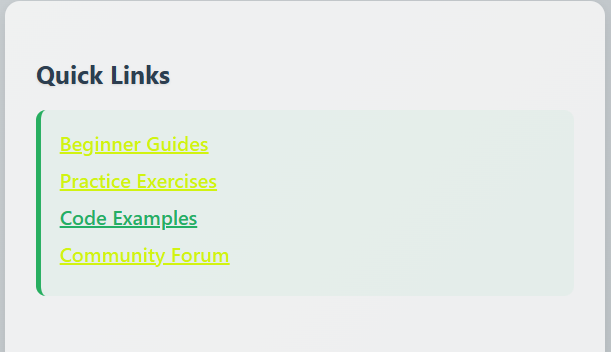 Quick Links
Beginner Guides
Practice Exercises
Code Examples
Community Forum